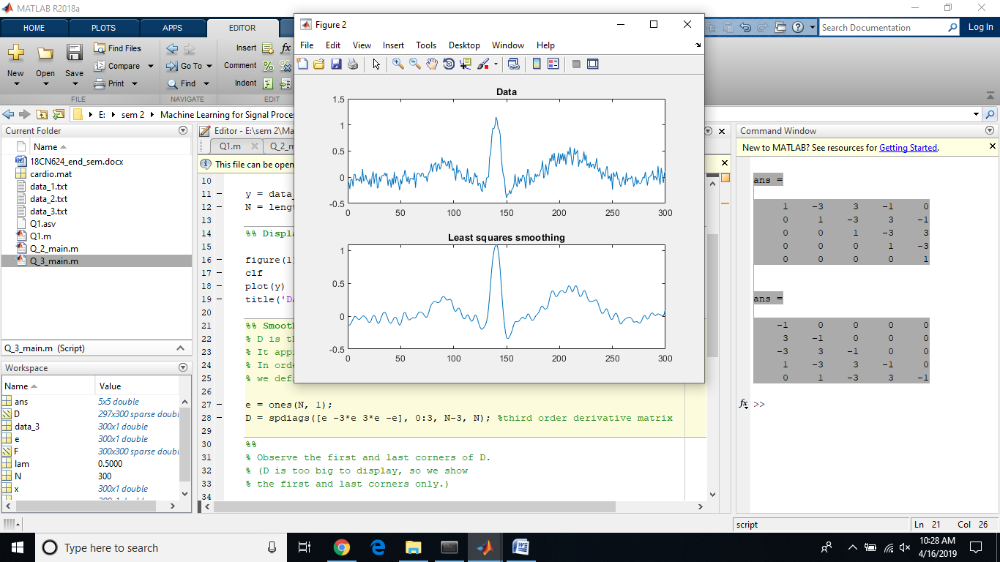 MATLAB R2018a
HOME PLOTS APPS EDITOR
Search Documentation
Log In
New Open Save
Find Files
Compare
Print
Go To
Find
Insert
fx
Comment
Indent
FILE NAVIGATE EDIT
E: sem 2 Machine Learning for Signal Proces
Current Folder
Name
18CN624_end_sem.docx
cardio.mat
data_1.txt
data_2.txt
data_3.txt
Q1.asv
Q1.m
Q_2_main.m
Q_3_main.m
Q_3_main.m (Script)
Workspace
Name Value
ans 5x5 double
D 297x300 sparse doubl
data_3 300x1 double
e 300x1 double
F 300x300 sparse doubl
lam 0.5000
N 300
x 300x1 double
Editor - E:\sem 2\Ma
Q1.m Q_2_m
This file can be open
10
11 y = data_
12 N = length
13
14 %% Displa
15
16 figure(1)
17 clf
18 plot(y)
19 title('Da
20
21 %% Smooth
22 % D is th
23 % It appr
24 % In orde
25 % we defi
26
27 e = ones(N, 1);
28 D = spdiags([e -3*e 3*e -e], 0:3, N-3, N); %third order derivative matrix
29
30 %%
31 % Observe the first and last corners of D.
32 % (D is too big to display, so we show
33 % the first and last corners only.)
34
Figure 2
File Edit View Insert Tools Desktop Window Help
Data
1.5
1
0.5
0
-0.5
0 50 100 150 200 250 300
Least squares smoothing
1
0.5
0
-0.5
0 50 100 150 200 250 300
Command Window
New to MATLAB? See resources for Getting Started.
ans =
1 -3 3 -1 0
0 1 -3 3 -1
0 0 1 -3 3
0 0 0 1 -3
0 0 0 0 1
ans =
-1 0 0 0 0
3 -1 0 0 0
-3 3 -1 0 0
1 -3 3 -1 0
0 1 -3 3 -1
fx >>
script Ln 21 Col 26
Type here to search
10:28 AM
4/16/2019